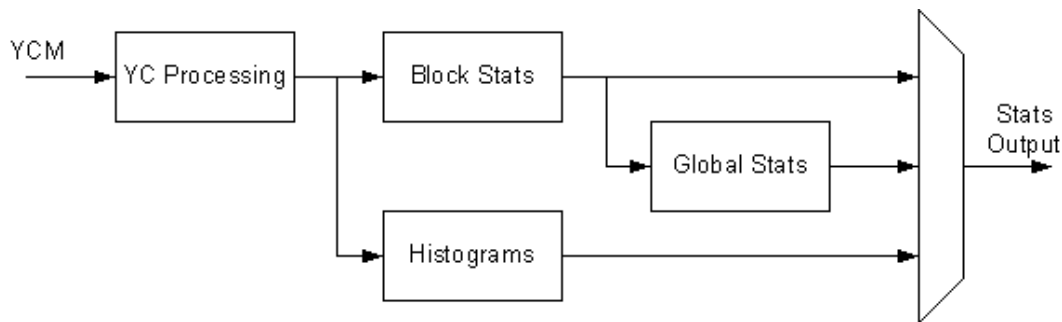 YCM
YC Processing
Block Stats
Global Stats
Histograms
Stats
Output